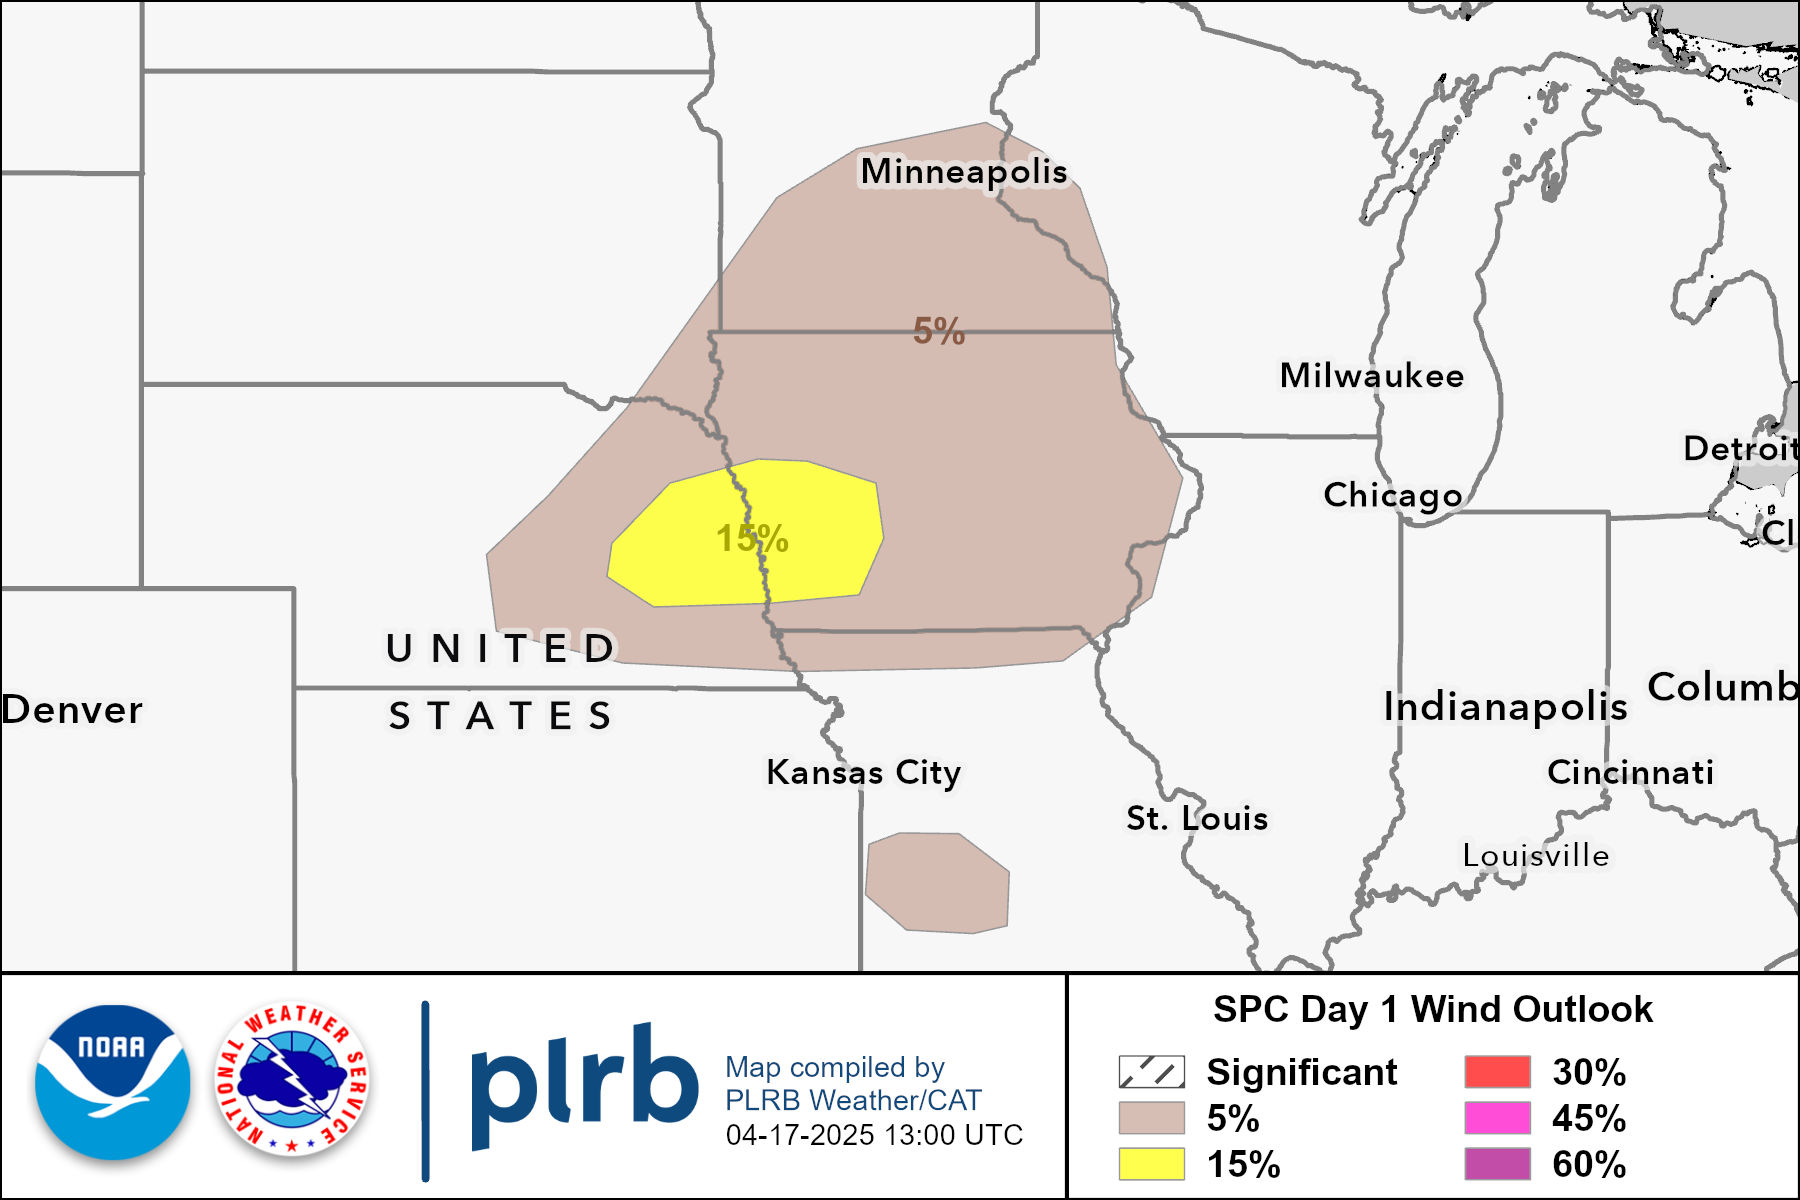 Minneapolis
5%
Milwaukee
Detroit
Chicago
Cl
15%
UNITED
STATES
Denver
Indianapolis
Columb
Kansas City
Cincinnati
St. Louis
Louisville
NOAA
NATIONAL WEATHER SERVICE
plrb
Map compiled by
PLRB Weather/CAT
04-17-2025 13:00 UTC
SPC Day 1 Wind Outlook
Significant
5%
15%
30%
45%
60%